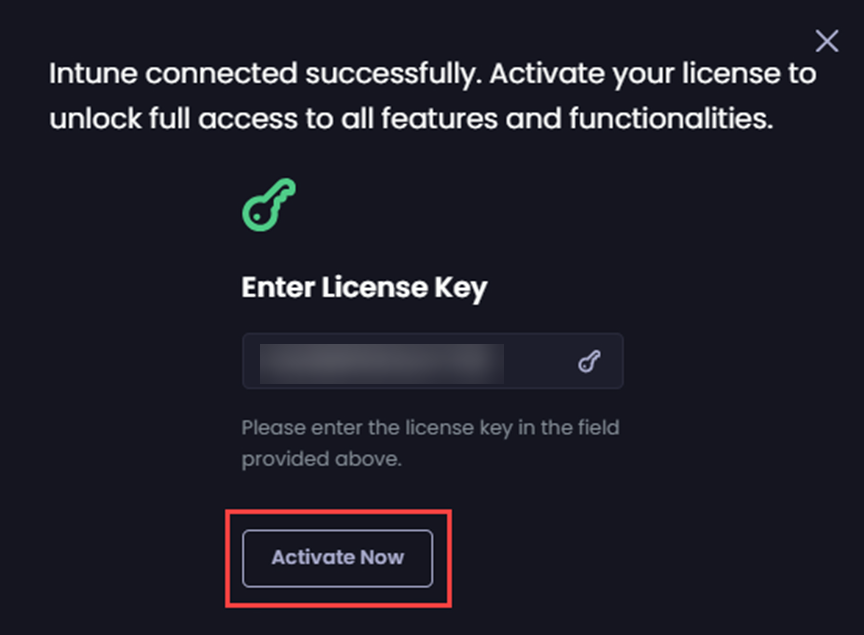 Intune connected successfully. Activate your license to
unlock full access to all features and functionalities.
Enter License Key
Please enter the license key in the field
provided above.
Activate Now